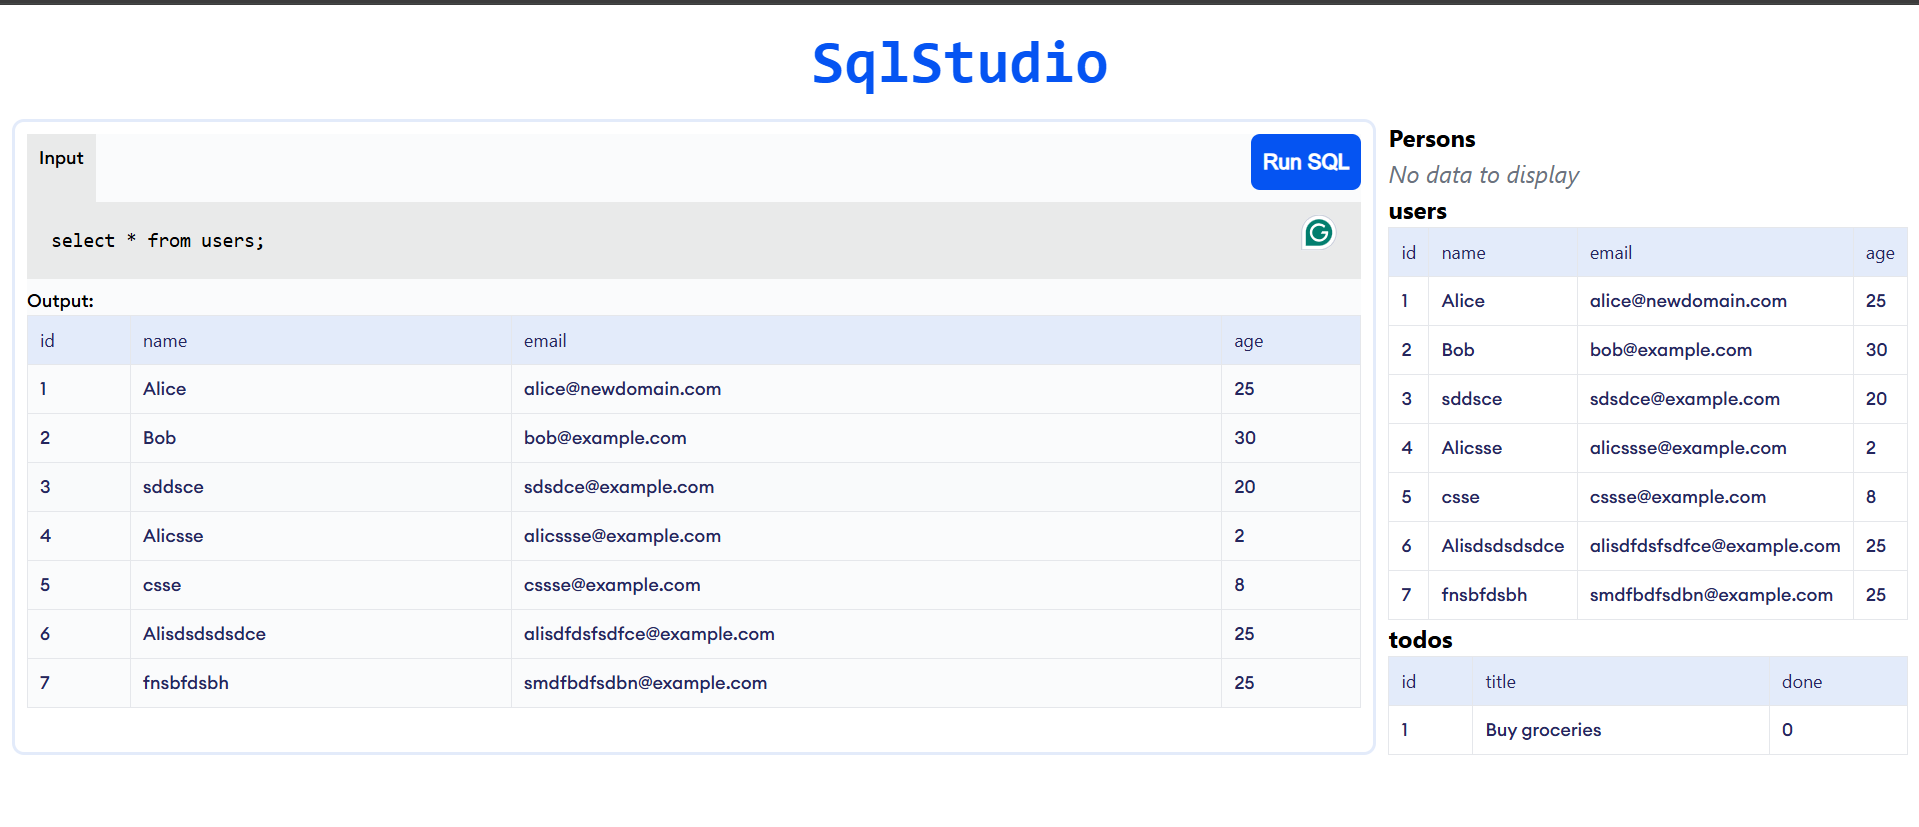 SqlStudio
Input
Run SQL
select * from users;
Output:
id name email age
1 Alice alice@newdomain.com 25
2 Bob bob@example.com 30
3 sddsce sdsdce@example.com 20
4 Alicsse alicssse@example.com 2
5 csse cssse@example.com 8
6 Alisdsdsdsdce alisdfdsfsdfce@example.com 25
7 fnsbfdsbh smdfbdfsdbn@example.com 25
Persons
No data to display
users
id name email age
1 Alice alice@newdomain.com 25
2 Bob bob@example.com 30
3 sddsce sdsdce@example.com 20
4 Alicsse alicssse@example.com 2
5 csse cssse@example.com 8
6 Alisdsdsdsdce alisdfdsfsdfce@example.com 25
7 fnsbfdsbh smdfbdfsdbn@example.com 25
todos
id title done
1 Buy groceries 0